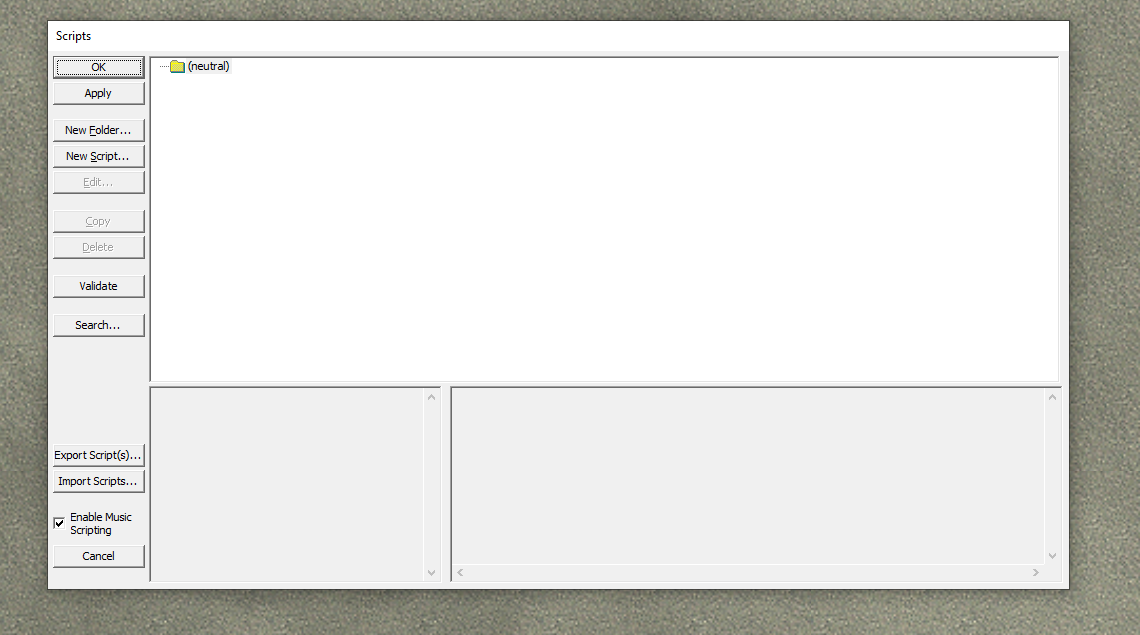 Scripts
OK
(neutral)
Apply
New Folder...
New Script...
Edit...
Copy
Delete
Validate
Search...
Export Script(s)...
Import Scripts...
Enable Music
Scripting
Cancel